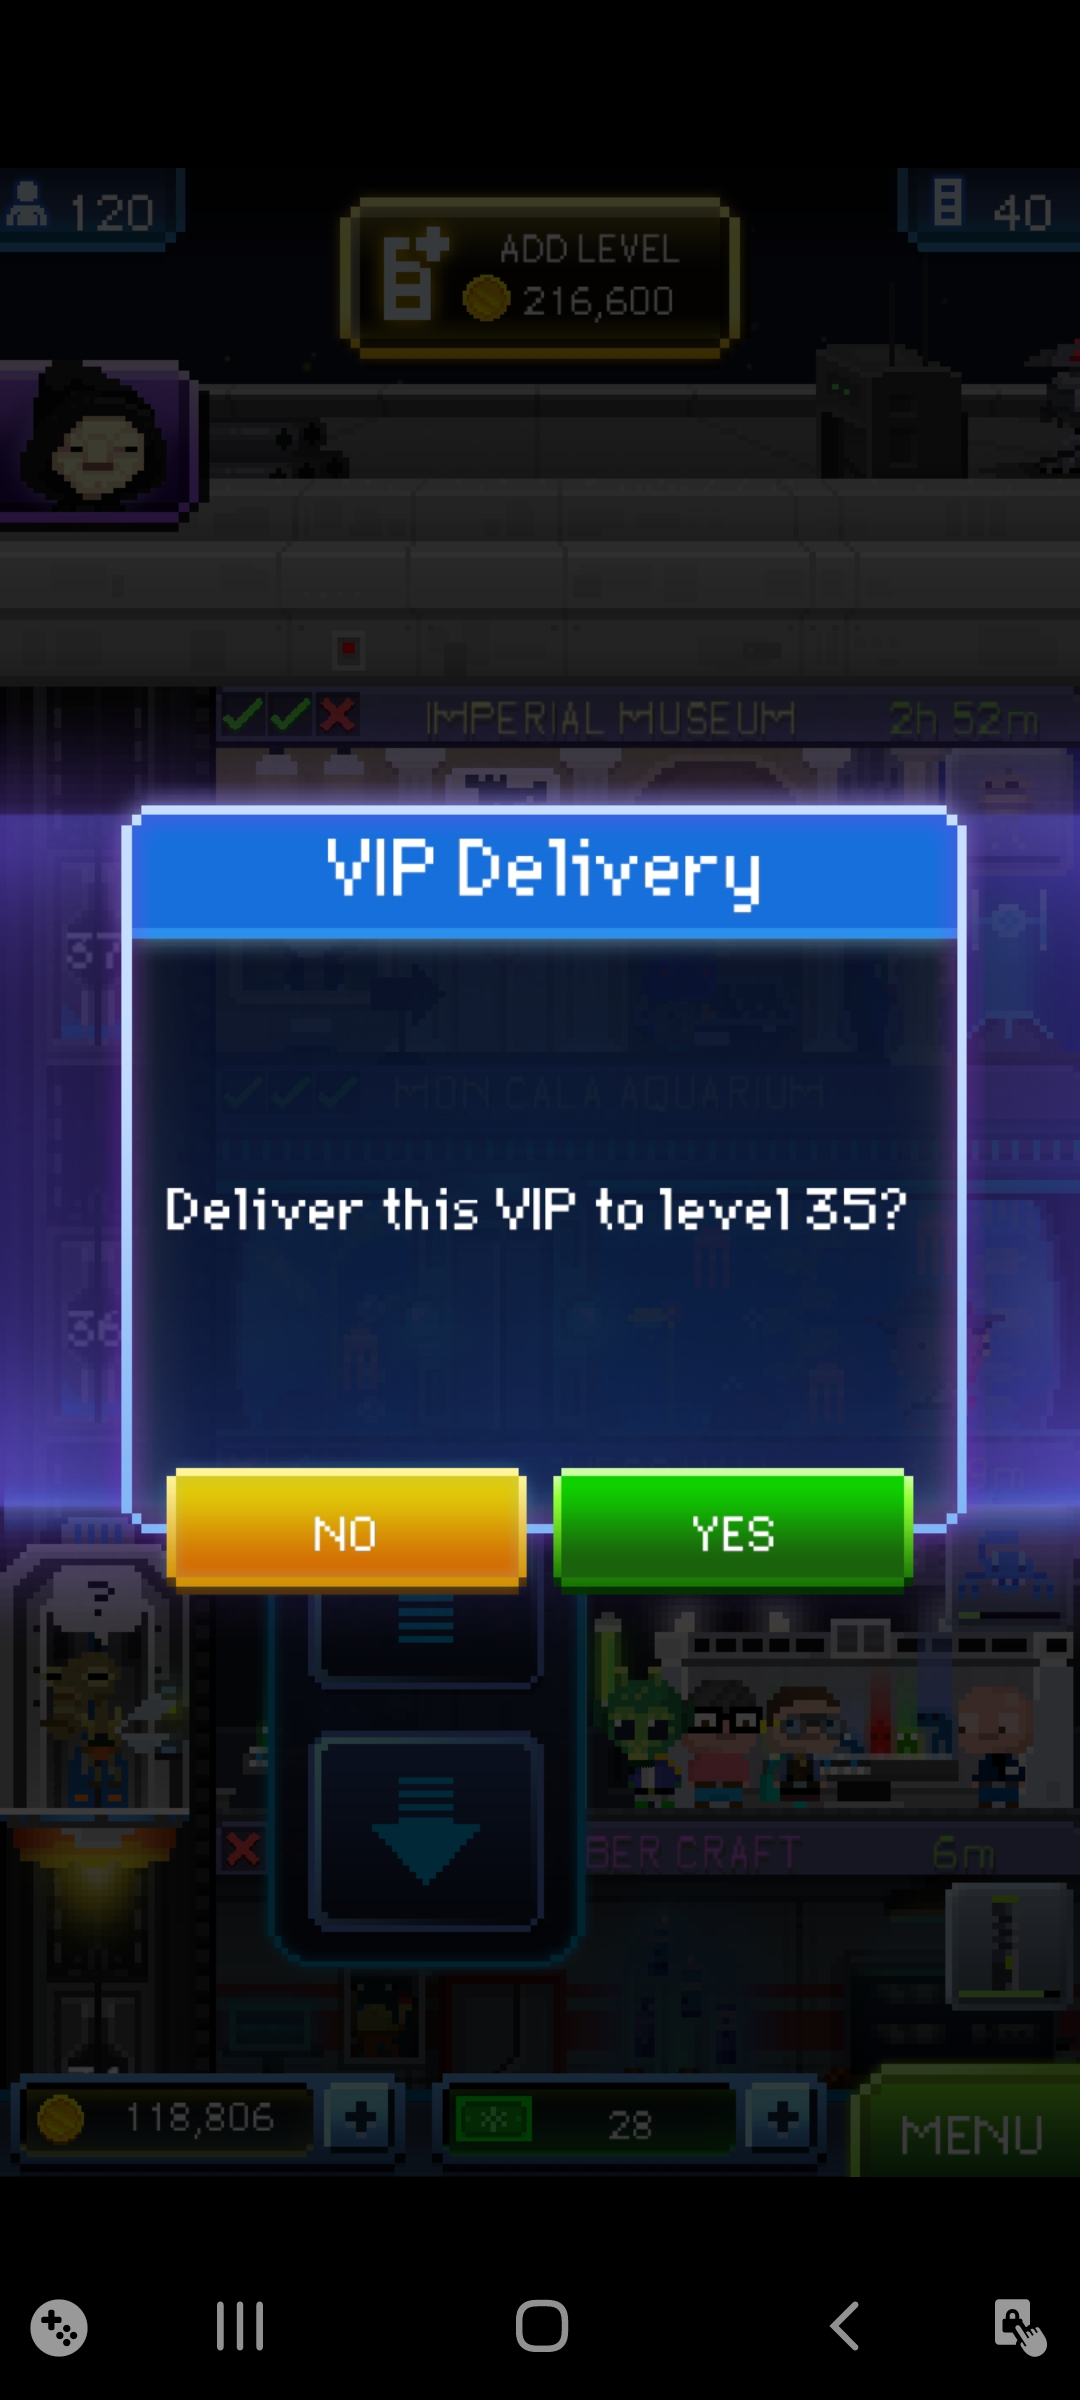 120
ADD LEVEL
216,600
40
IMPERIAL MUSEUM 2h 52m
VIP Delivery
37
MON CALA AQUARIUM
Deliver this VIP to level 35?
36
NO
YES
?
BER CRAFT 6m
118,806
28
MENU